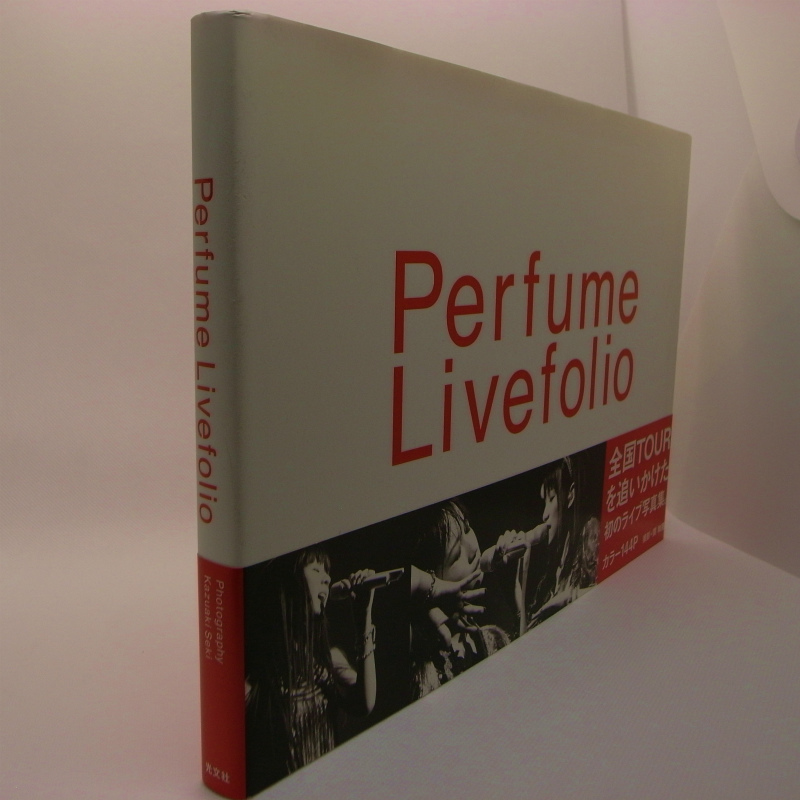 Perfume Livefolio
Photography
Kazuaki Seki
光文社
Perfume
Livefolio
全国TOUR
を追いかけた
初のライブ写真集
カラー144P